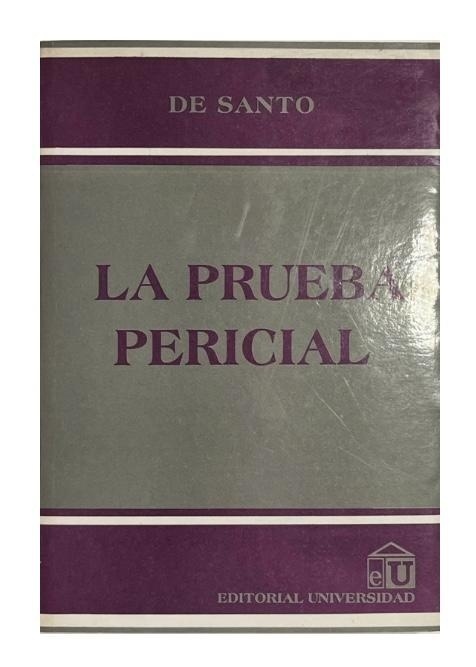 DE SANTO
LA PRUEBA
PERICIAL
eU
EDITORIAL UNIVERSIDAD